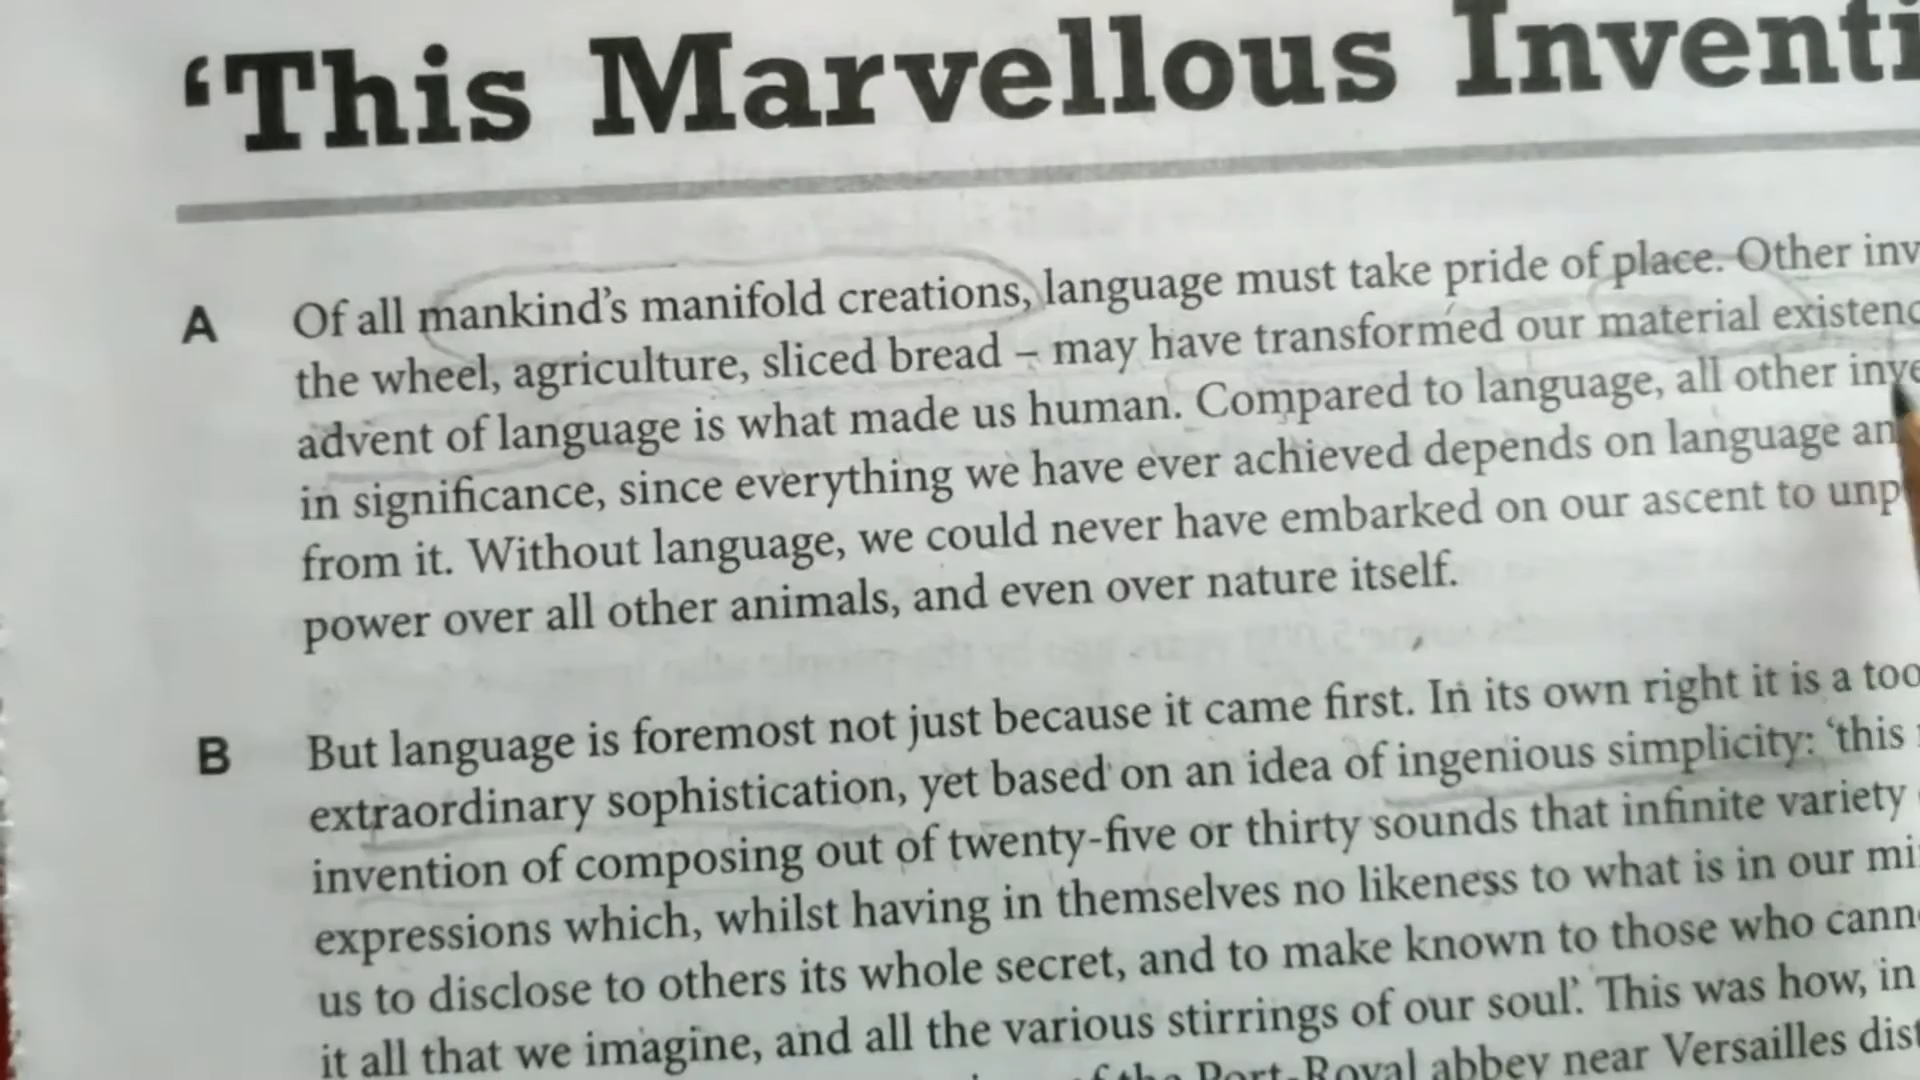 ‘This Marvellous Inventi
A Of all mankind’s manifold creations, language must take pride of place. Other inv
the wheel, agriculture, sliced bread – may have transformed our material existenc
advent of language is what made us human. Compared to language, all other inve
in significance, since everything we have ever achieved depends on language an
from it. Without language, we could never have embarked on our ascent to unp
power over all other animals, and even over nature itself.
B But language is foremost not just because it came first. In its own right it is a too
extraordinary sophistication, yet based on an idea of ingenious simplicity: ‘this
invention of composing out of twenty-five or thirty sounds that infinite variety
expressions which, whilst having in themselves no likeness to what is in our mi
us to disclose to others its whole secret, and to make known to those who cann
it all that we imagine, and all the various stirrings of our soul’. This was how, in
of the Port-Royal abbey near Versailles dist